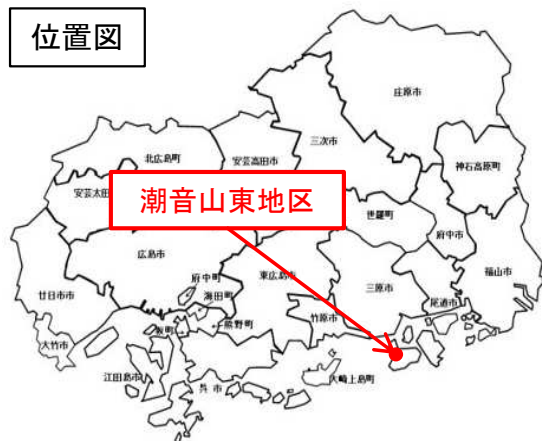 位置図
庄原市
三次市
北広島町
安芸高田市
神石高原町
安芸太田
潮音山東地区
世羅町
府中市
広島市
府中町
東広島市
三原市
福山市
廿日市市
海田町
尾道市
坂町
熊野町
竹原市
大竹市
江田島市
呉市
大崎上島町